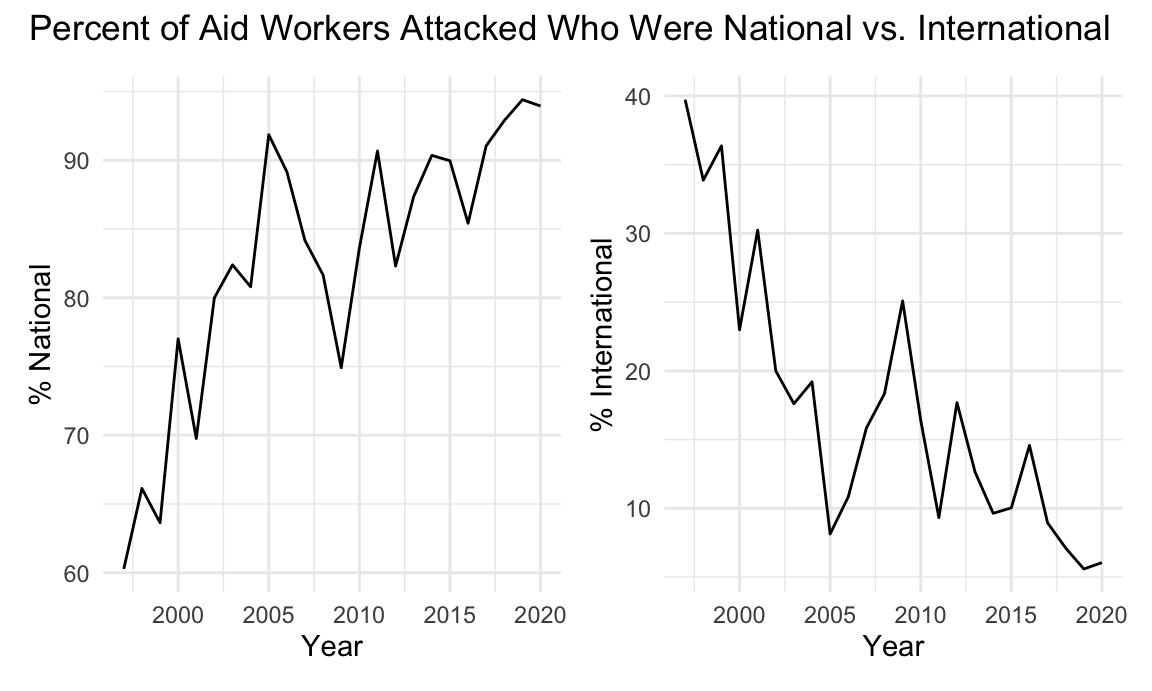 Percent of Aid Workers Attacked Who Were National vs. International
% National
90
80
70
60
2000 2005 2010 2015 2020
Year
% International
40
30
20
10
2000 2005 2010 2015 2020
Year